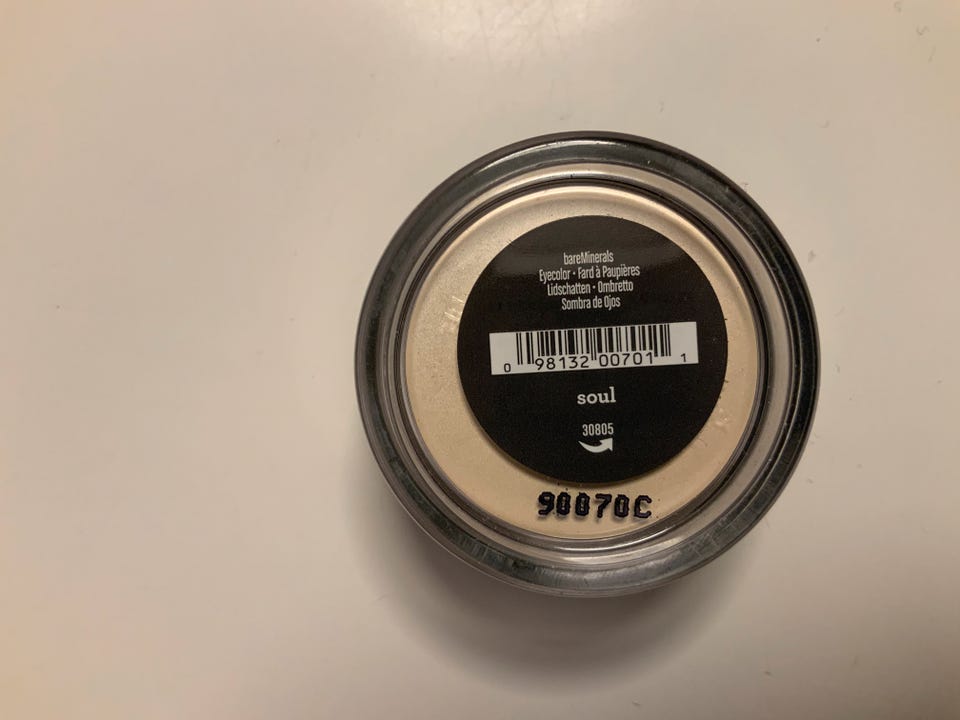 bareMinerals
Eyecolor • Fard à Paupières
Lidschatten • Ombretto
Sombra de Ojos
0 98132 00701 1
soul
30805
90070C